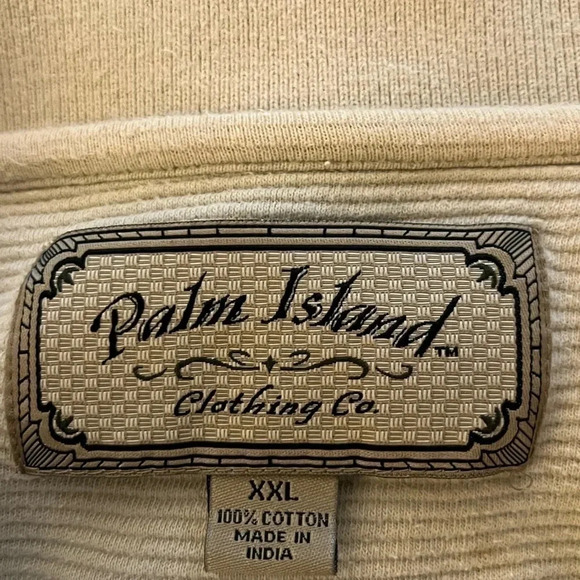 Palm Island™
Clothing Co.
XXL
100% COTTON
MADE IN
INDIA